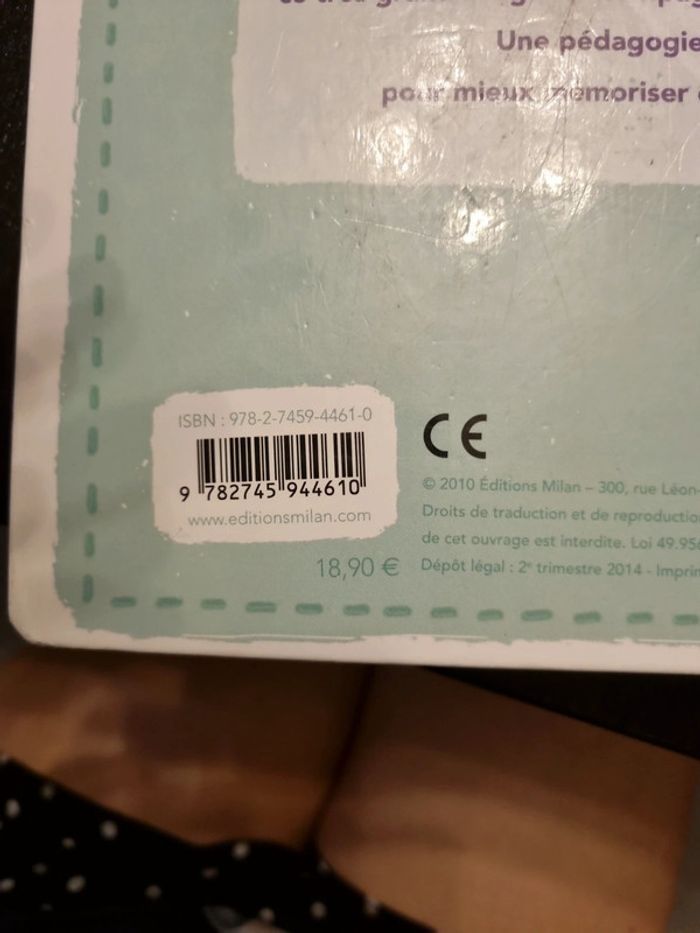 Une pédagogie
pour mieux mémoriser
ISBN : 978-2-7459-4461-0
9 782745 944610
www.editionsmilan.com
18,90 €
CE
© 2010 Éditions Milan – 300, rue Léon-
Droits de traduction et de reproductio
de cet ouvrage est interdite. Loi 49.956
Dépôt légal : 2e trimestre 2014 - Imprim